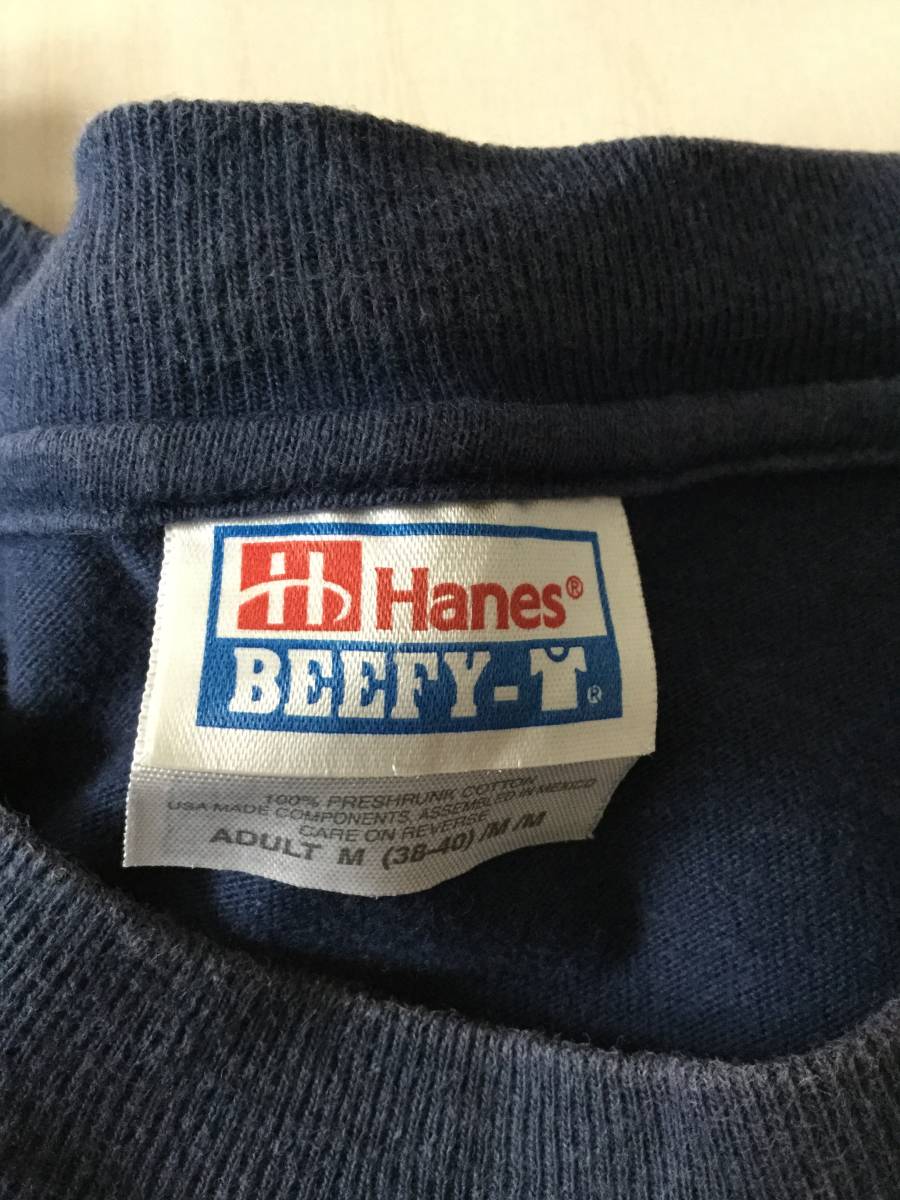 H Hanes®
BEEFY-T®
100% PRESHRUNK COTTON
USA MADE COMPONENTS, ASSEMBLED IN MEXICO
CARE ON REVERSE
ADULT M (38-40) /M /M